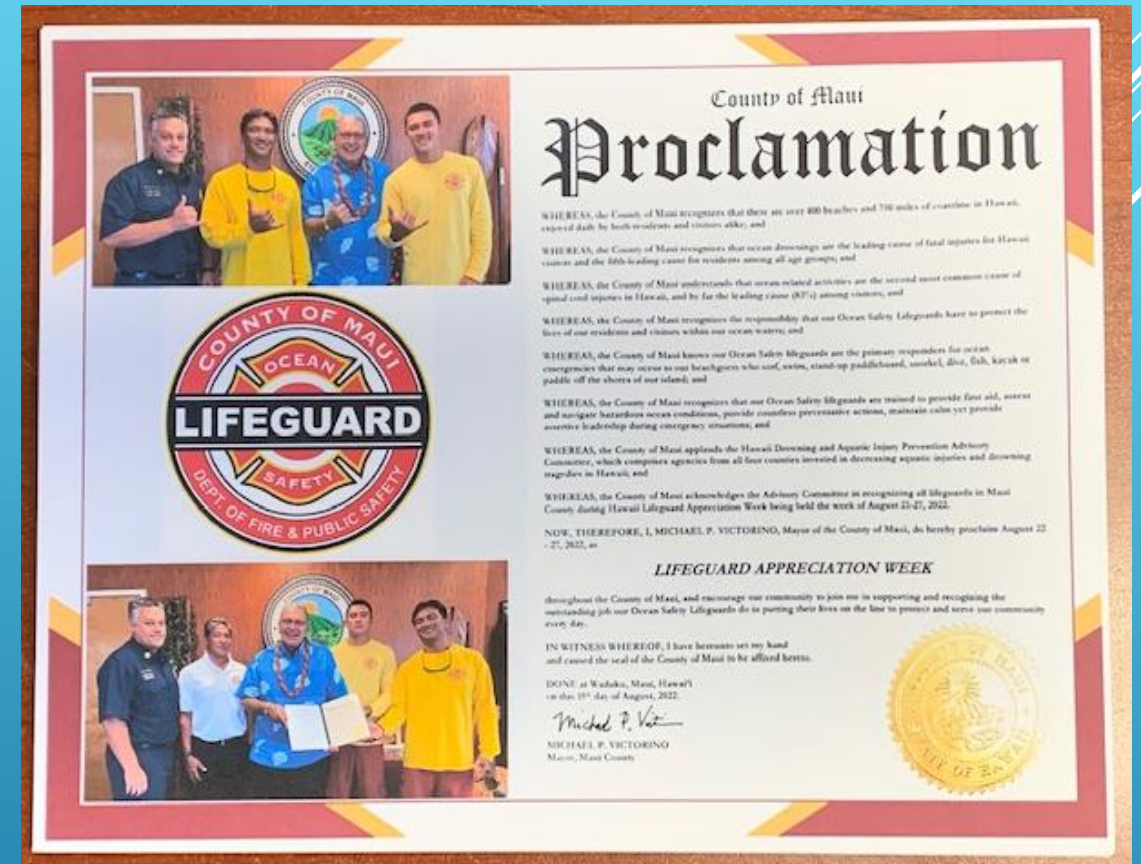 COUNTY OF MAUI
COUNTY OF MAUI
OCEAN
LIFEGUARD
SAFETY
DEPT. OF FIRE & PUBLIC SAFETY
County of Maui
Proclamation
WHEREAS, the County of Maui recognizes that there are over 400 beaches and 750 miles of coastline in Hawaii,
enjoyed daily by both residents and visitors alike; and
WHEREAS, the County of Maui recognizes that ocean drownings are the leading cause of fatal injuries for Hawaii
visitors and the fifth-leading cause for residents among all age groups; and
WHEREAS, the County of Maui understands that ocean-related activities are the second most common cause of
spinal cord injuries in Hawaii, and by far the leading cause (83%) among visitors; and
WHEREAS, the County of Maui recognizes the responsibility that our Ocean Safety Lifeguards have to protect the
lives of our residents and visitors within our ocean waters; and
WHEREAS, the County of Maui knows our Ocean Safety lifeguards are the primary responders for ocean
emergencies that may occur to our beachgoers who surf, swim, stand-up paddleboard, snorkel, dive, fish, kayak or
paddle off the shores of our island; and
WHEREAS, the County of Maui recognizes that our Ocean Safety lifeguards are trained to provide first aid, assess
and navigate hazardous ocean conditions, provide countless preventative actions, maintain calm yet provide
assertive leadership during emergency situations; and
WHEREAS, the County of Maui applauds the Hawaii Drowning and Aquatic Injury Prevention Advisory
Committee, which comprises agencies from all four counties invested in decreasing aquatic injuries and drowning
tragedies in Hawaii; and
WHEREAS, the County of Maui acknowledges the Advisory Committee in recognizing all lifeguards in Maui
County during Hawaii Lifeguard Appreciation Week being held the week of August 2022.
NOW, THEREFORE, I, MICHAEL P. VICTORINO, Mayor of the County of Maui, do hereby proclaim August 22
- 27, 2022, as
LIFEGUARD APPRECIATION WEEK
throughout the County of Maui, and encourage our community to join me in supporting and recognizing the
outstanding job our Ocean Safety Lifeguards do in putting their lives on the line to protect and serve our community
every day.
IN WITNESS WHEREOF, I have hereunto set my hand
and caused the seal of the County of Maui to be affixed hereto.
DONE at Wailuku, Maui, Hawai'i
on this day of August, 2022.
Michael P. Vict
MICHAEL P. VICTORINO
Mayor, Maui County
STATE OF HAWAII